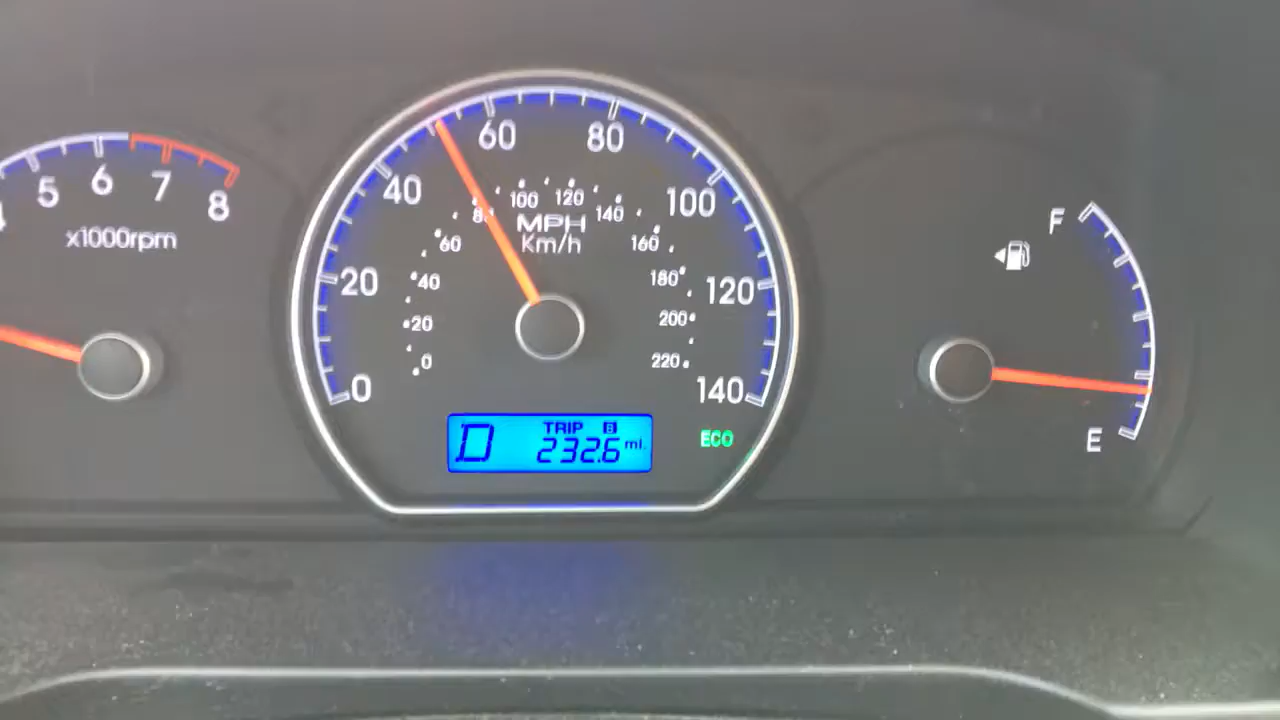 5 6 7 8
x1000rpm
0 20 40 60 80 100 120 140
MPH
Km/h
0 20 40 60 100 120 140 160 180 200 220
F
E
D
TRIP B
232.6 mi.
ECO